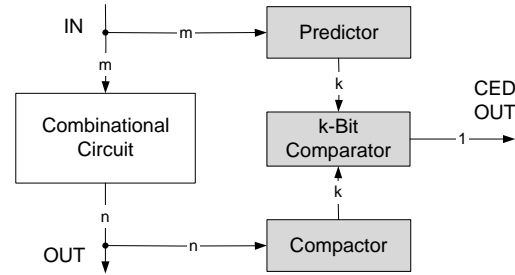 IN
m
Predictor
m
k
CED
OUT
Combinational
Circuit
k-Bit
Comparator
1
k
n
OUT
n
Compactor